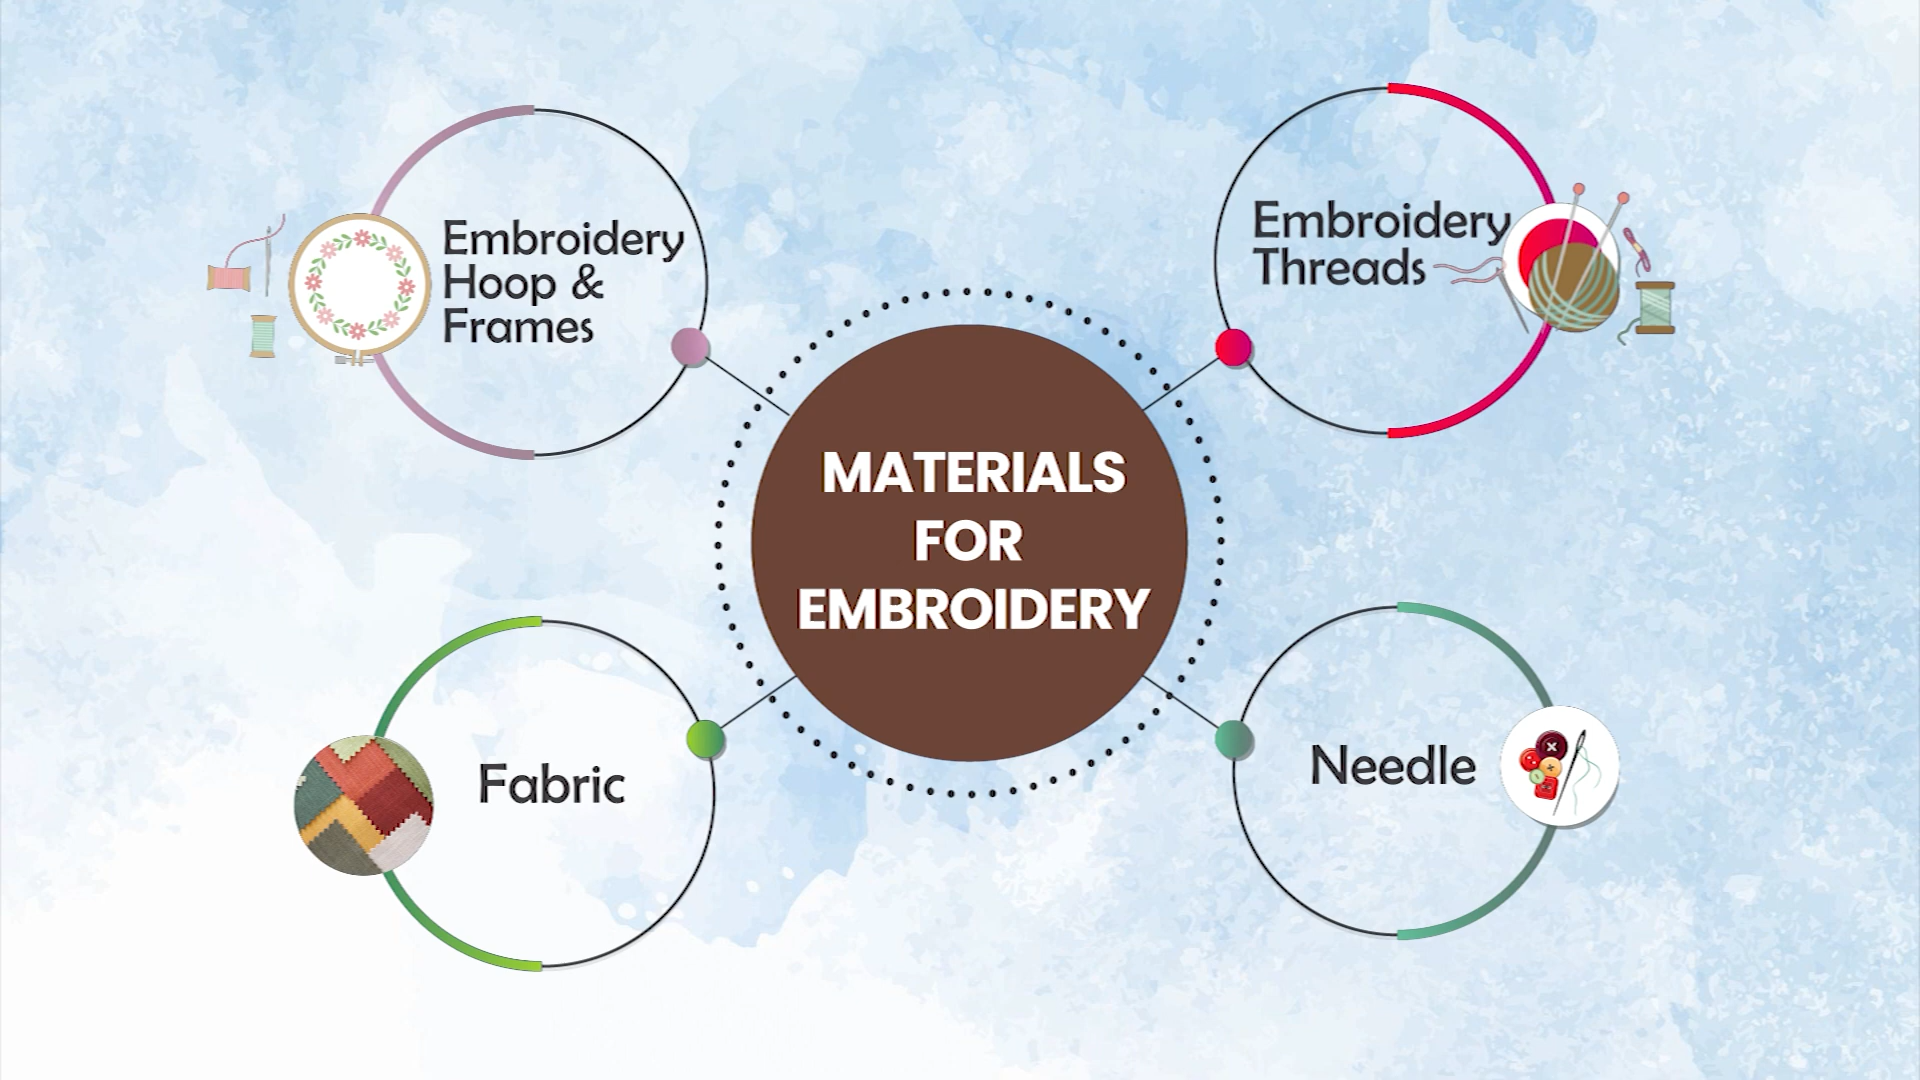 Embroidery
Hoop &
Frames
Embroidery
Threads
MATERIALS
FOR
EMBROIDERY
Fabric
Needle